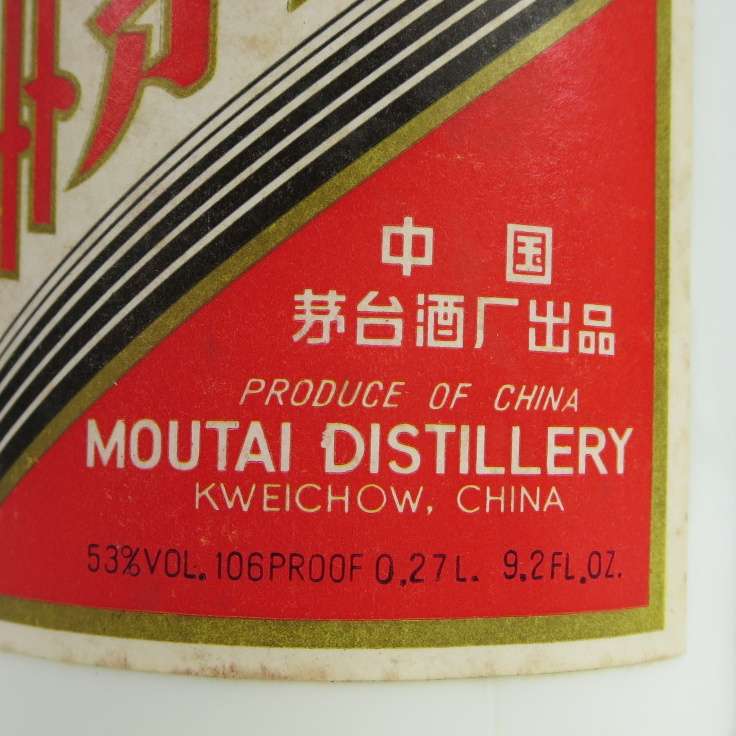 中国
茅台酒厂出品
PRODUCE OF CHINA
MOUTAI DISTILLERY
KWEICHOW, CHINA
53%VOL. 106PROOF 0.27L. 9.2FL.OZ.